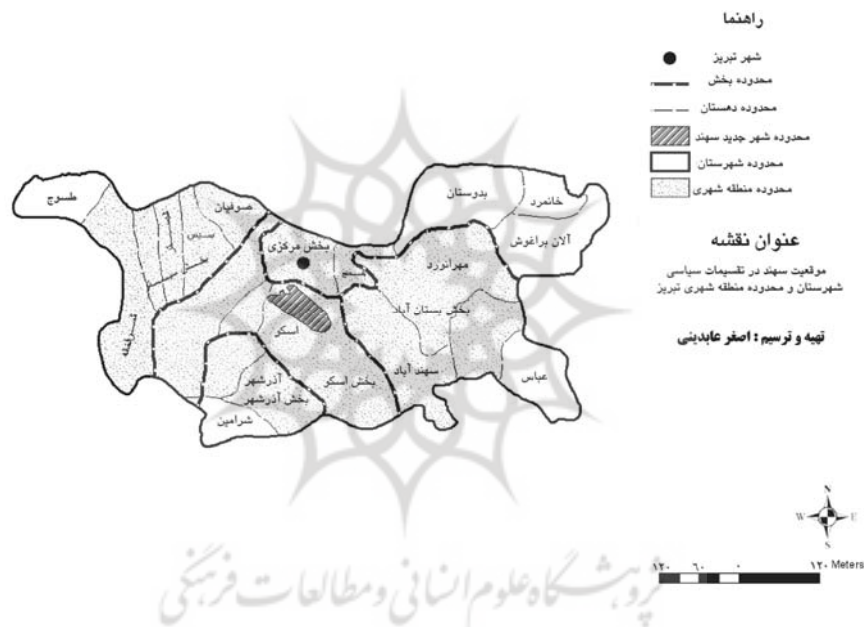 راهنما
شهر تبریز
محدوده بخش
محدوده دهستان
محدوده شهر جدید سهند
محدوده شهرستان
محدوده منطقه شهری
عنوان نقشه
موقعیت سهند در تقسیمات سیاسی
شهرستان و محدوده منطقه شهری تبریز
تهیه و ترسیم : اصغر عابدینی
بدوستان
خانمرد
آلان براغوش
طسوج
صوفیان
بخش مرکزی
مهرانرود
بخش بستان آباد
اسکو
سهند آباد
عباس
آذرشهر
بخش اسکو
بخش آذرشهر
شرامین
N
W
E
S
۱۲۰ ۶۰ ۰ ۱۲۰ Meters
پژوهشگاه علوم انسانی و مطالعات فرهنگی